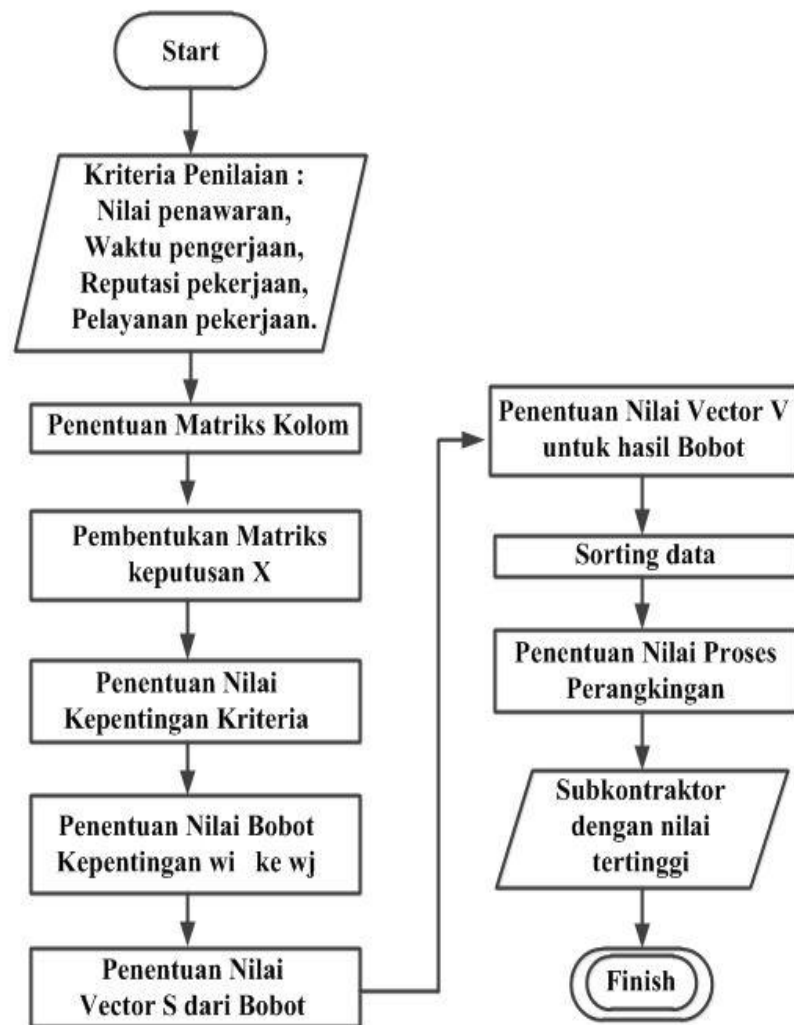 Start
Kriteria Penilaian :
Nilai penawaran,
Waktu pengerjaan,
Reputasi pekerjaan,
Pelayanan pekerjaan.
Penentuan Matriks Kolom
Pembentukan Matriks
keputusan X
Penentuan Nilai
Kepentingan Kriteria
Penentuan Nilai Bobot
Kepentingan wi ke wj
Penentuan Nilai
Vector S dari Bobot
Penentuan Nilai Vector V
untuk hasil Bobot
Sorting data
Penentuan Nilai Proses
Perangkingan
Subkontraktor
dengan nilai
tertinggi
Finish